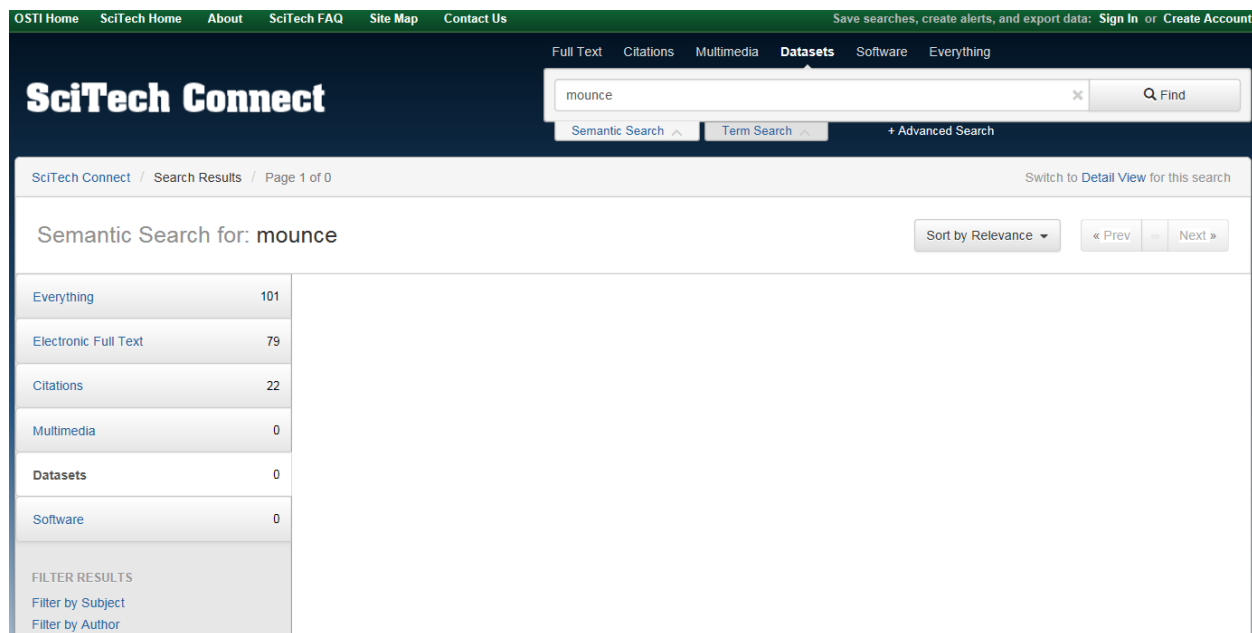 OSTI Home SciTech Home About SciTech FAQ Site Map Contact Us Save searches, create alerts, and export data: Sign In or Create Account
Full Text Citations Multimedia Datasets Software Everything
SciTech Connect
mounce × Find
Semantic Search Term Search + Advanced Search
SciTech Connect / Search Results / Page 1 of 0 Switch to Detail View for this search
Semantic Search for: mounce Sort by Relevance « Prev Next »
Everything 101
Electronic Full Text 79
Citations 22
Multimedia 0
Datasets 0
Software 0
FILTER RESULTS
Filter by Subject
Filter by Author